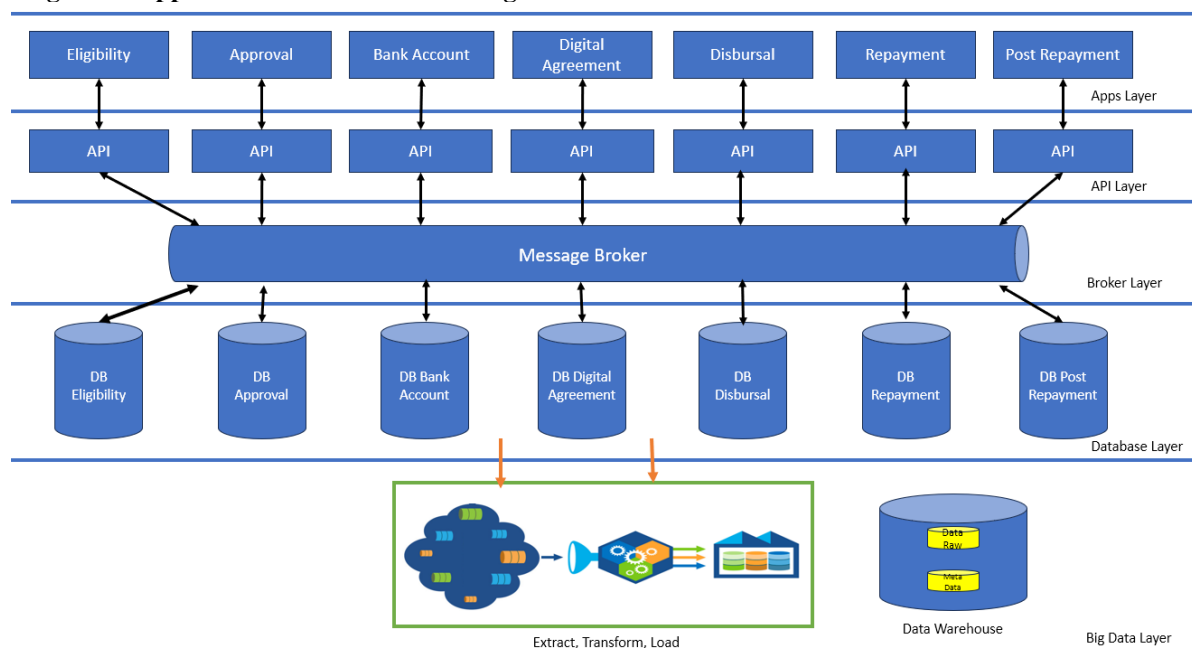 Eligibility
Approval
Bank Account
Digital
Agreement
Disbursal
Repayment
Post Repayment
Apps Layer
API
API
API
API
API
API
API
API Layer
Message Broker
Broker Layer
DB
Eligibility
DB
Approval
DB Bank
Account
DB Digital
Agreement
DB
Disbursal
DB
Repayment
DB Post
Repayment
Database Layer
Data
Raw
Meta
Data
Extract, Transform, Load
Data Warehouse
Big Data Layer